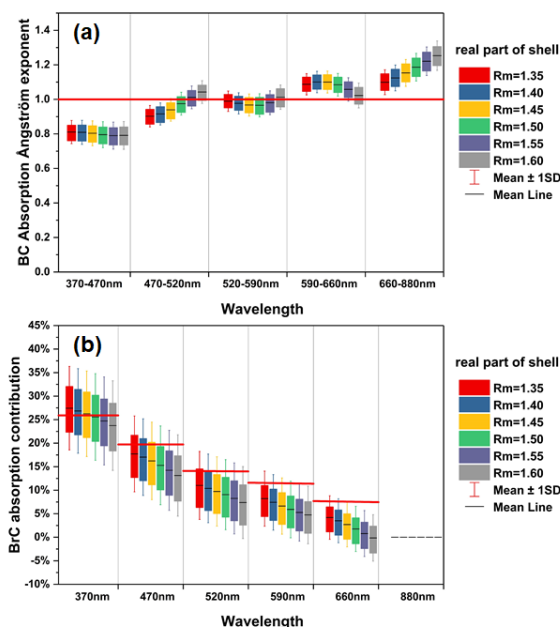 (a)
BC Absorption Ångström exponent
1.4
1.2
1.0
0.8
0.6
0.4
0.2
0.0
370-470nm 470-520nm 520-590nm 590-660nm 660-880nm
Wavelength
real part of shell
Rm=1.35
Rm=1.40
Rm=1.45
Rm=1.50
Rm=1.55
Rm=1.60
Mean ± 1SD
Mean Line
(b)
BrC absorption contribution
45%
40%
35%
30%
25%
20%
15%
10%
5%
0%
-5%
-10%
370nm 470nm 520nm 590nm 660nm 880nm
Wavelength
real part of shell
Rm=1.35
Rm=1.40
Rm=1.45
Rm=1.50
Rm=1.55
Rm=1.60
Mean ± 1SD
Mean Line